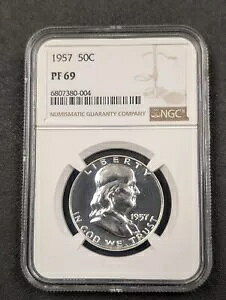 1957 50C
PF 69
6807380-004
NUMISMATIC GUARANTY COMPANY
NGC
LIBERTY
1957
IN GOD WE TRUST